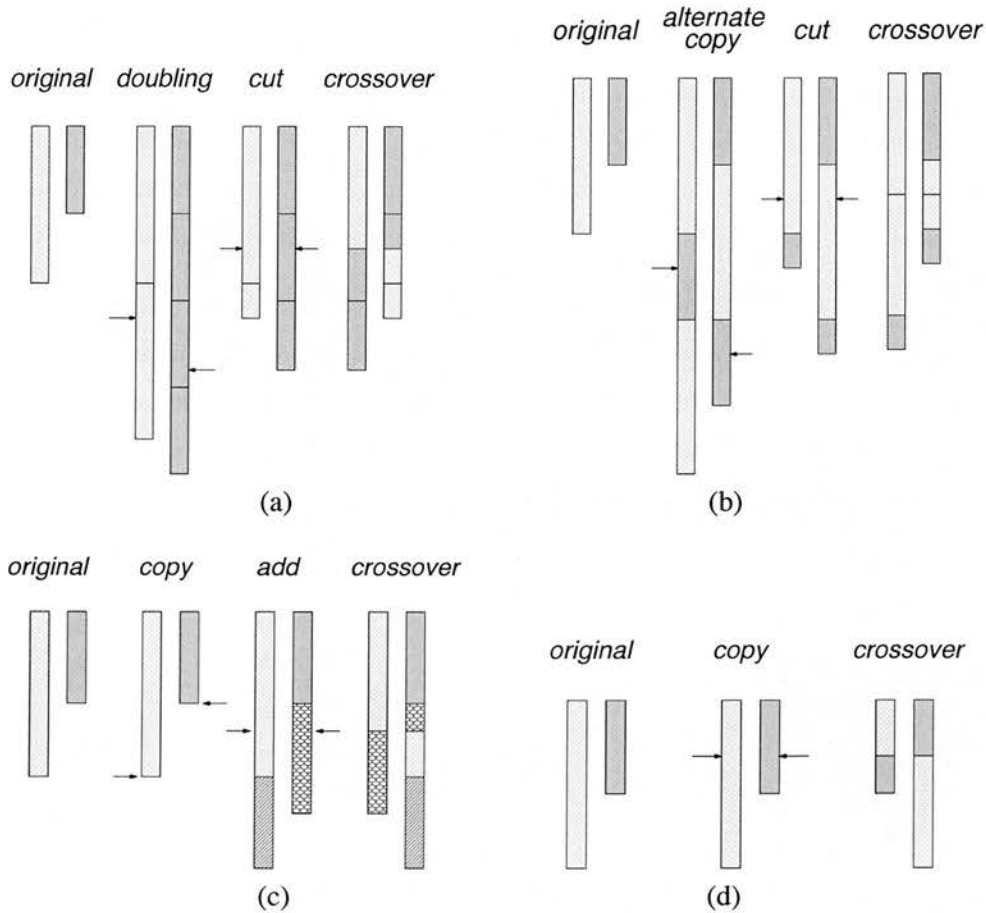 original doubling cut crossover
(a)
original alternate copy cut crossover
(b)
original copy add crossover
(c)
original copy crossover
(d)